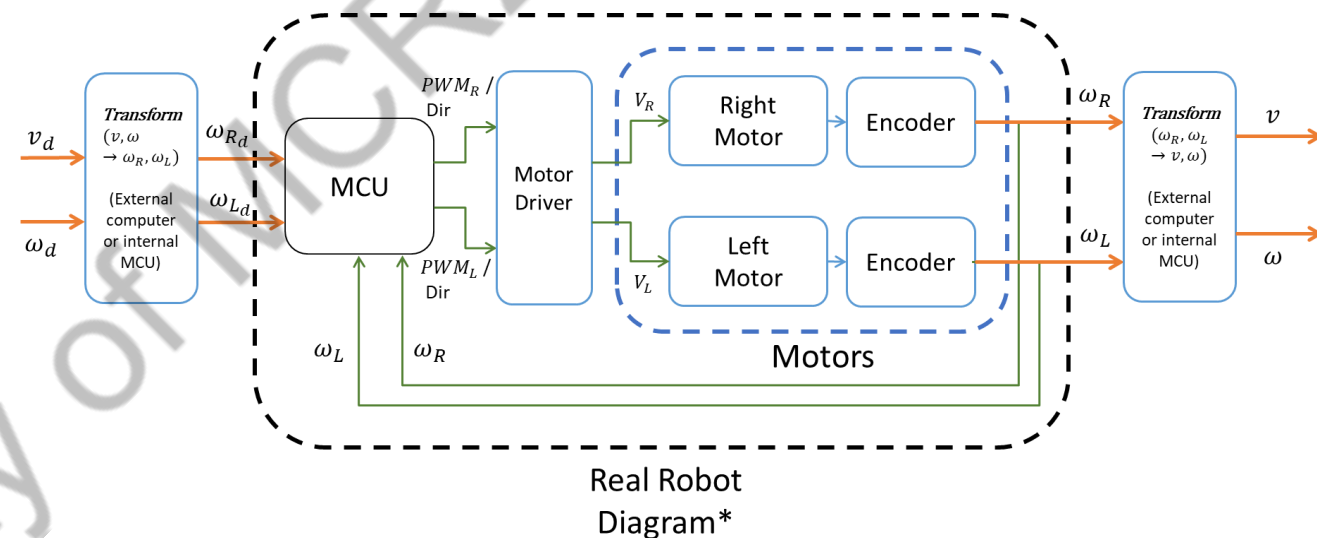 v_d
ω_d
Transform
(v, ω
→ ω_R, ω_L)
(External
computer
or internal
MCU)
ω_{R_d}
ω_{L_d}
MCU
PWM_R /
Dir
PWM_L /
Dir
Motor
Driver
V_R
V_L
Right
Motor
Encoder
Left
Motor
Encoder
Motors
ω_L
ω_R
ω_R
ω_L
Transform
(ω_R, ω_L
→ v, ω)
(External
computer
or internal
MCU)
v
ω
Real Robot
Diagram*
y of MCR